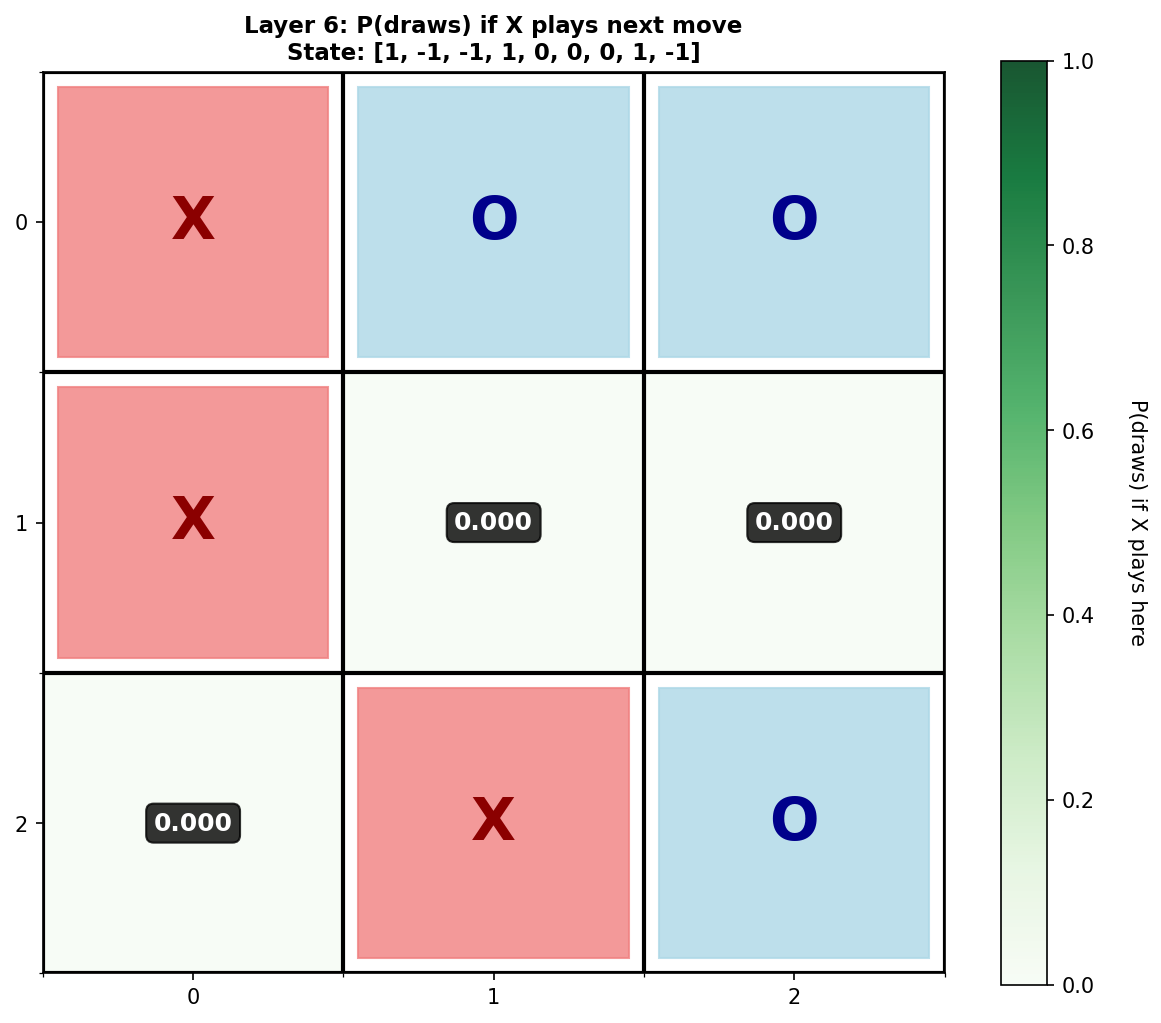 Layer 6: P(draws) if X plays next move
State: [1, -1, -1, 1, 0, 0, 0, 1, -1]
1.0
0.8
0.6
0.4
0.2
0.0
P(draws) if X plays here
0 X O O
1 X 0.000 0.000
2 0.000 X O
0 1 2